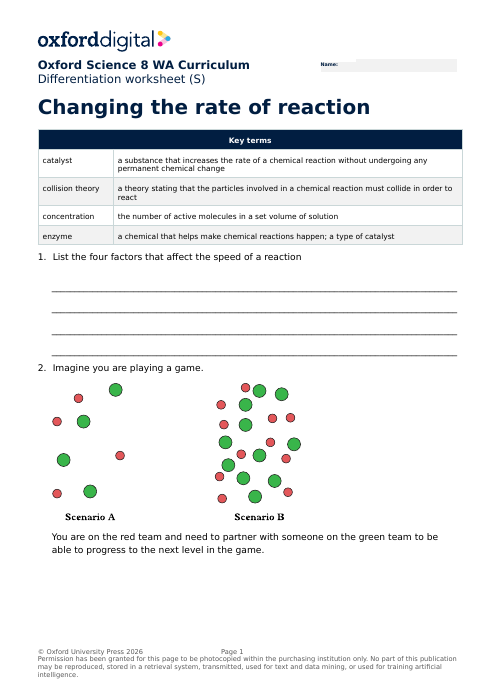 oxforddigital
Oxford Science 8 WA Curriculum
Name:
Differentiation worksheet (S)
Changing the rate of reaction
Key terms
catalyst
a substance that increases the rate of a chemical reaction without undergoing any
permanent chemical change
collision theory
a theory stating that the particles involved in a chemical reaction must collide in order to
react
concentration
the number of active molecules in a set volume of solution
enzyme
a chemical that helps make chemical reactions happen; a type of catalyst
1. List the four factors that affect the speed of a reaction
2. Imagine you are playing a game.
Scenario A
Scenario B
You are on the red team and need to partner with someone on the green team to be
able to progress to the next level in the game.
© Oxford University Press 2026
Page 1
Permission has been granted for this page to be photocopied within the purchasing institution only. No part of this publication
may be reproduced, stored in a retrieval system, transmitted, used for text and data mining, or used for training artificial
intelligence.